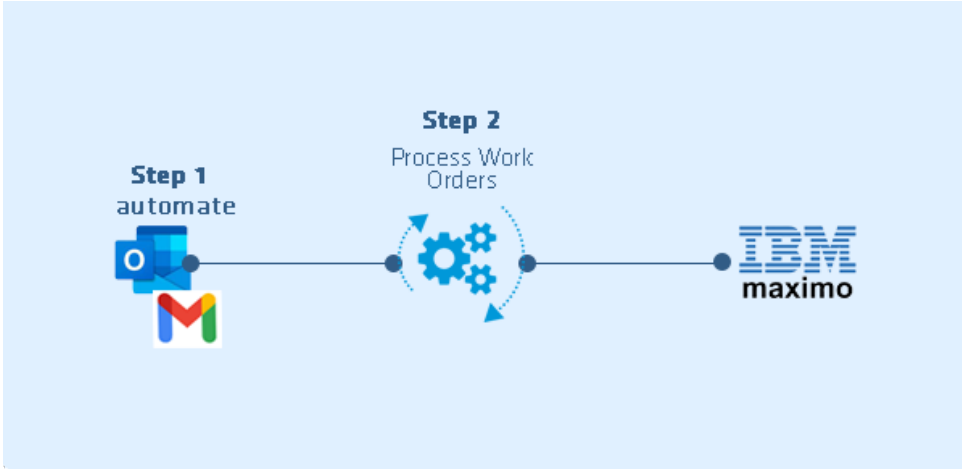 Step 1
automate
O
Step 2
Process Work
Orders
IBM
maximo